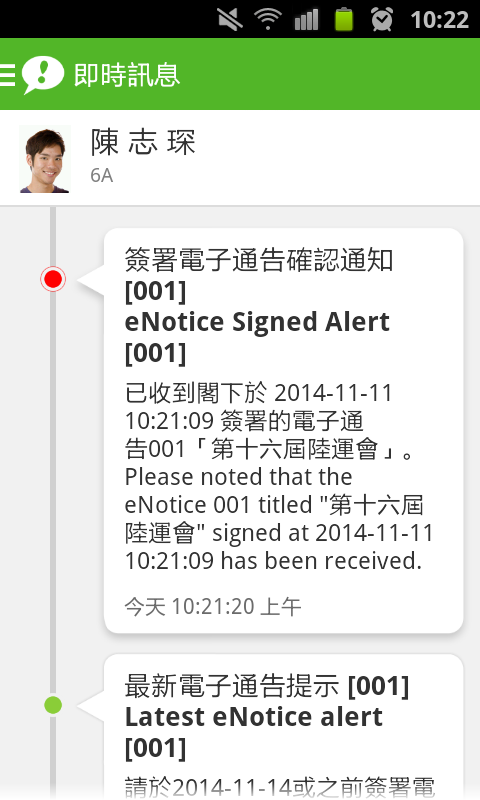 10:22
即時訊息
陳 志 琛
6A
簽署電子通告確認通知
[001]
eNotice Signed Alert
[001]
已收到閣下於 2014-11-11
10:21:09 簽署的電子通
告001「第十六屆陸運會」。
Please noted that the
eNotice 001 titled "第十六屆
陸運會" signed at 2014-11-11
10:21:09 has been received.
今天 10:21:20 上午
最新電子通告提示 [001]
Latest eNotice alert
[001]
請於2014-11-14或之前簽署電